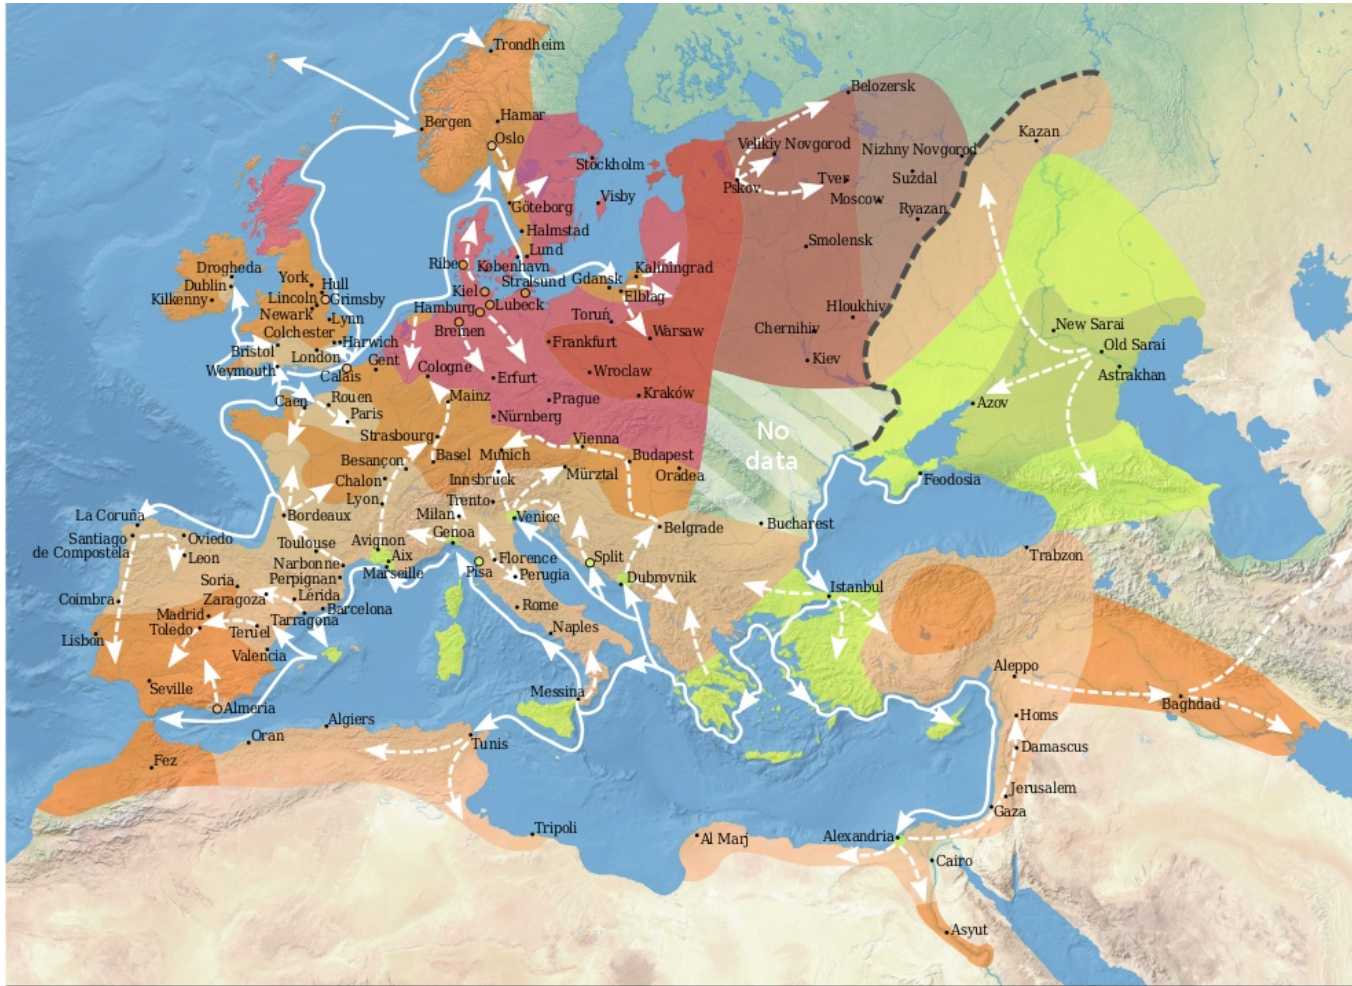 Trondheim
Belozersk
Hamar
Bergen
Kazan
Oslo
Velikiy Novgorod
Nizhny Novgorod
Stockholm
Pskov
Tver
Suzdal
Visby
Moscow
Göteborg
Ryazan
Halmstad
Smolensk
Lund
Ribe
København
Drogheda
Kaliningrad
York
Hull
Dublin
Gdansk
Stralsund
Kiel
Elbląg
Kilkenny
Lincoln
Grimsby
Lubeck
Hamburg
Hloukhiv
Newark
Lynn
Toruń
New Sarai
Bremen
Chernihiv
Colchester
Warsaw
Harwich
Frankfurt
Old Sarai
Bristol
London
Gent
Kiev
Weymouth
Cologne
Calais
Wroclaw
Astrakhan
Erfurt
Kraków
Caen
Rouen
Mainz
Prague
Azov
Paris
Nürnberg
No
data
Strasbourg
Vienna
Basel
Munich
Budapest
Besançon
Mürztal
Oradea
Chalon
Innsbruck
Feodosia
Lyon
Trento
La Coruña
Bordeaux
Milan
Venice
Belgrade
Bucharest
Santiago
de Compostela
Oviedo
Genoa
Toulouse
Avignon
Leon
Aix
Florence
Split
Trabzon
Narbonne
Marseille
Pisa
Perugia
Dubrovnik
Soria
Perpignan
Istanbul
Coimbra
Zaragoza
Lérida
Rome
Barcelona
Madrid
Tarragona
Toledo
Teruel
Naples
Lisbon
Valencia
Aleppo
Seville
Messina
Baghdad
Almeria
Homs
Algiers
Oran
Tunis
Damascus
Fez
Jerusalem
Gaza
Tripoli
Al Marj
Alexandria
Cairo
Asyut